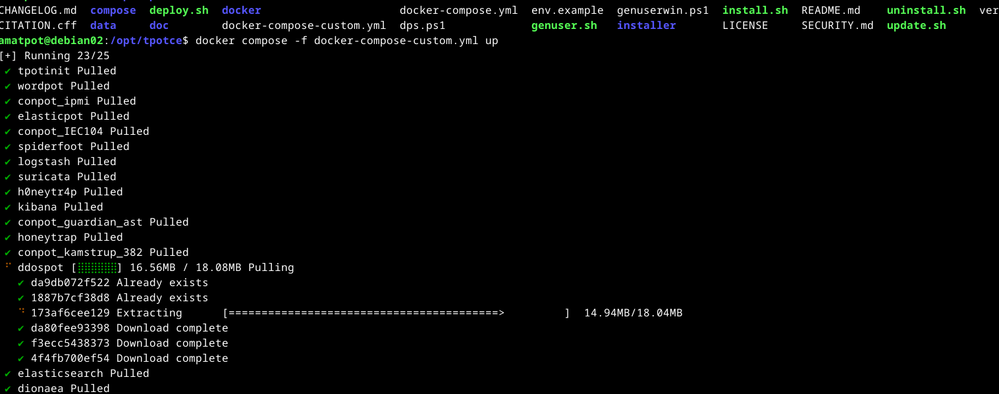 CHANGELOG.md compose deploy.sh docker docker-compose.yml env.example genuserwin.ps1 install.sh README.md uninstall.sh ver
CITATION.cff data doc docker-compose-custom.yml dps.ps1 genuser.sh installer LICENSE SECURITY.md update.sh
amatpot@debian02:/opt/tpotce$ docker compose -f docker-compose-custom.yml up
[+] Running 23/25
✔ tpotinit Pulled
✔ wordpot Pulled
✔ conpot_ipmi Pulled
✔ elasticpot Pulled
✔ conpot_IEC104 Pulled
✔ spiderfoot Pulled
✔ logstash Pulled
✔ suricata Pulled
✔ h0neytr4p Pulled
✔ kibana Pulled
✔ conpot_guardian_ast Pulled
✔ honeytrap Pulled
✔ conpot_kamstrup_382 Pulled
⠋ ddospot [⣿⣿⣿⣿⣿⣿] 16.56MB / 18.08MB Pulling
✔ da9db072f522 Already exists
✔ 1887b7cf38d8 Already exists
⠙ 173af6cee129 Extracting [=========================================> ] 14.94MB/18.04MB
✔ da80fee93398 Download complete
✔ f3ecc5438373 Download complete
✔ 4f4fb700ef54 Download complete
✔ elasticsearch Pulled
✔ dionaea Pulled